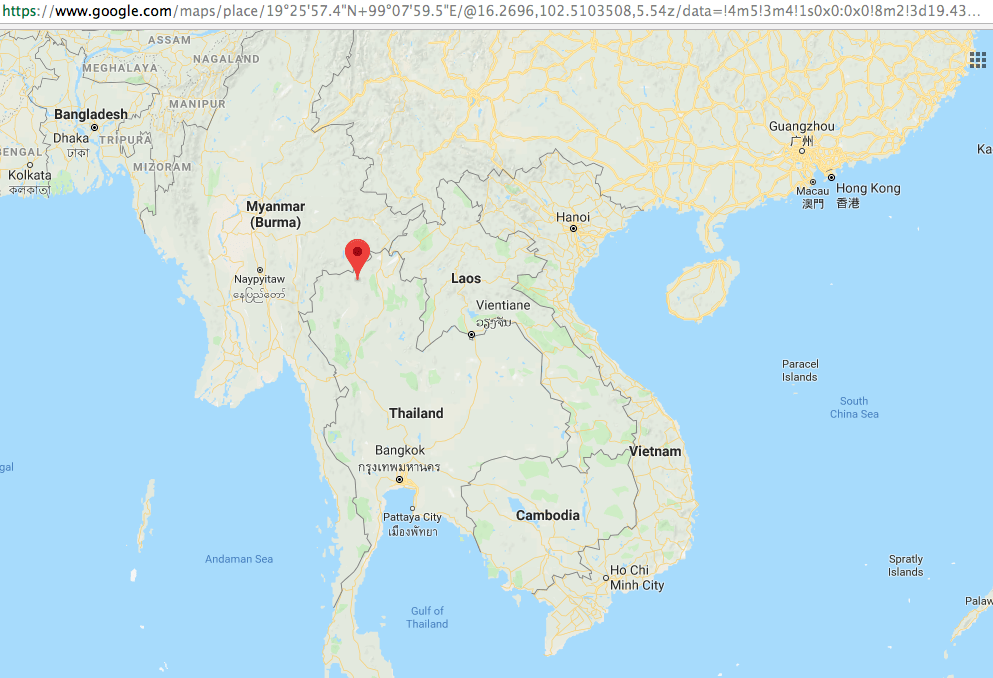 https://www.google.com/maps/place/19°25'57.4"N+99°07'59.5"E/@16.2696,102.5103508,5.54z/data=!4m5!3m4!1s0x0:0x0!8m2!3d19.43...
ASSAM
NAGALAND
MEGHALAYA
MANIPUR
Bangladesh
Dhaka
ঢাকা
TRIPURA
BENGAL
MIZORAM
Kolkata
কলকাতা
Guangzhou
广州
Ka
Macau
澳門
Hong Kong
香港
Myanmar
(Burma)
Hanoi
Naypyitaw
နေပြည်တော်
Laos
Vientiane
ວຽງຈັນ
Paracel
Islands
South
China Sea
Thailand
Bangkok
กรุงเทพมหานคร
Vietnam
gal
Pattaya City
เมืองพัทยา
Cambodia
Andaman Sea
Ho Chi
Minh City
Spratly
Islands
Gulf of
Thailand
Palaw